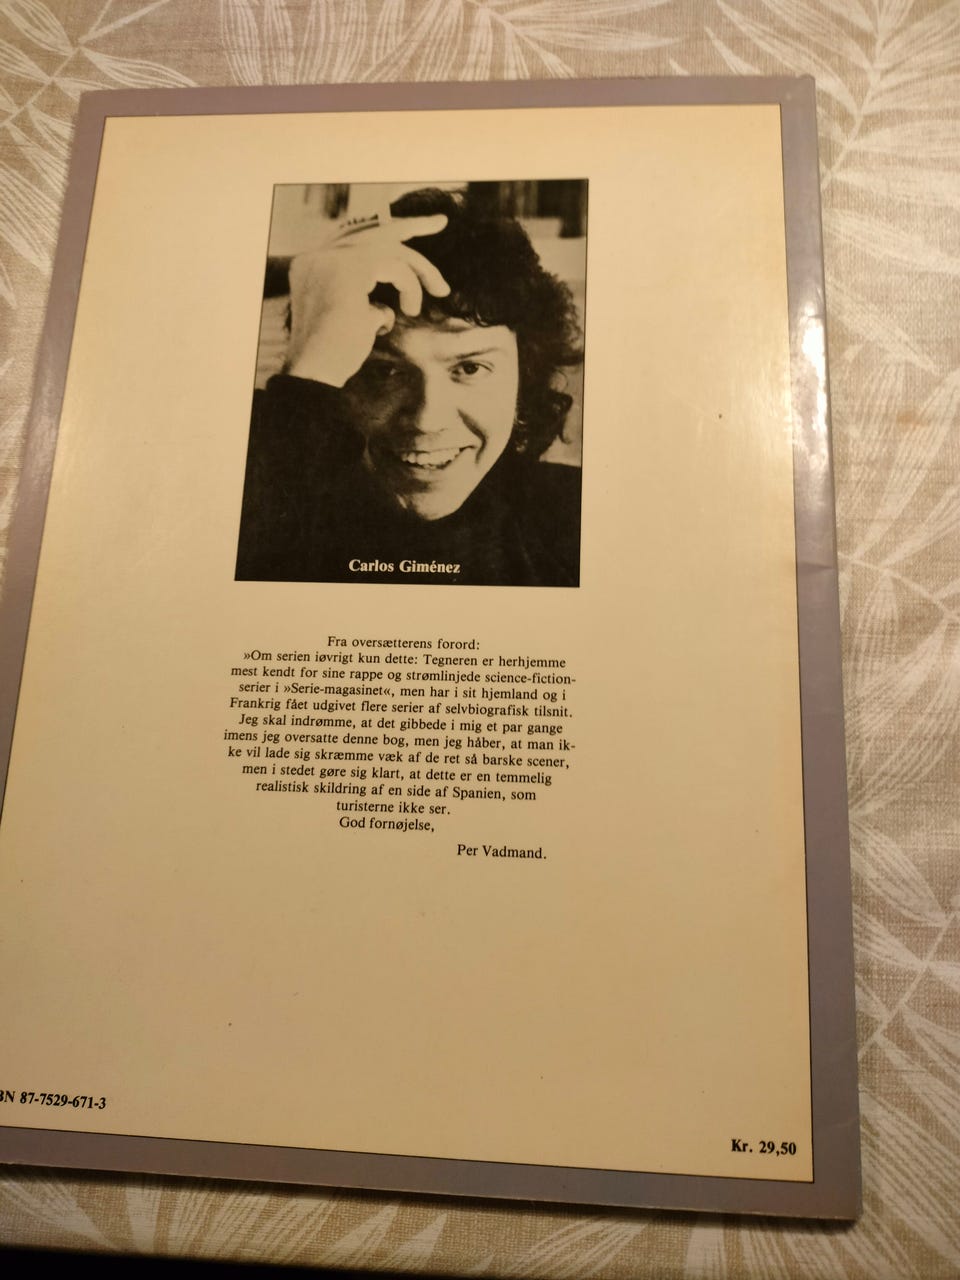 Carlos Giménez
Fra oversætterens forord:
»Om serien iøvrigt kun dette: Tegneren er herhjemme
mest kendt for sine rappe og strømlinjede science-fiction-
serier i »Serie-magasinet«, men har i sit hjemland og i
Frankrig fået udgivet flere serier af selvbiografisk tilsnit.
Jeg skal indrømme, at det gibbede i mig et par gange
imens jeg oversatte denne bog, men jeg håber, at man ik-
ke vil lade sig skræmme væk af de ret så barske scener,
men i stedet gøre sig klart, at dette er en temmelig
realistisk skildring af en side af Spanien, som
turisterne ikke ser.
God fornøjelse,
Per Vadmand.
BN 87-7529-671-3
Kr. 29,50